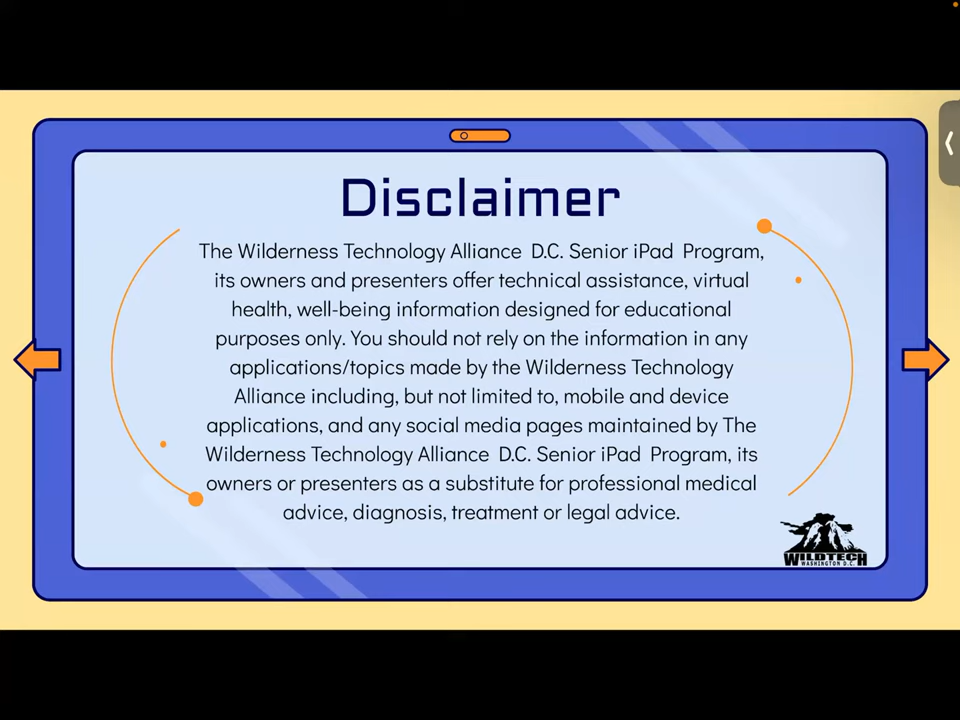 Disclaimer
The Wilderness Technology Alliance D.C. Senior iPad Program,
its owners and presenters offer technical assistance, virtual
health, well-being information designed for educational
purposes only. You should not rely on the information in any
applications/topics made by the Wilderness Technology
Alliance including, but not limited to, mobile and device
applications, and any social media pages maintained by The
Wilderness Technology Alliance D.C. Senior iPad Program, its
owners or presenters as a substitute for professional medical
advice, diagnosis, treatment or legal advice.
WILDTECH
WASHINGTON D.C.